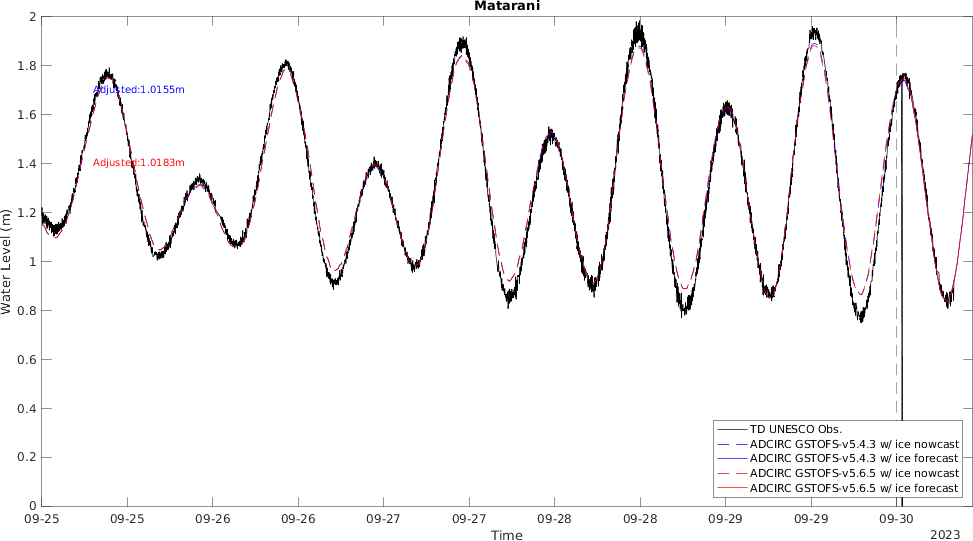 Matarani
2
1.8
1.6
1.4
1.2
1
0.8
0.6
0.4
0.2
0
Water Level (m)
Adjusted:1.0155m
Adjusted:1.0183m
TD UNESCO Obs.
ADCIRC GSTOFS-v5.4.3 w/ ice nowcast
ADCIRC GSTOFS-v5.4.3 w/ ice forecast
ADCIRC GSTOFS-v5.6.5 w/ ice nowcast
ADCIRC GSTOFS-v5.6.5 w/ ice forecast
09-25 09-25 09-26 09-26 09-27 09-27 09-28 09-28 09-29 09-29 09-30
Time
2023